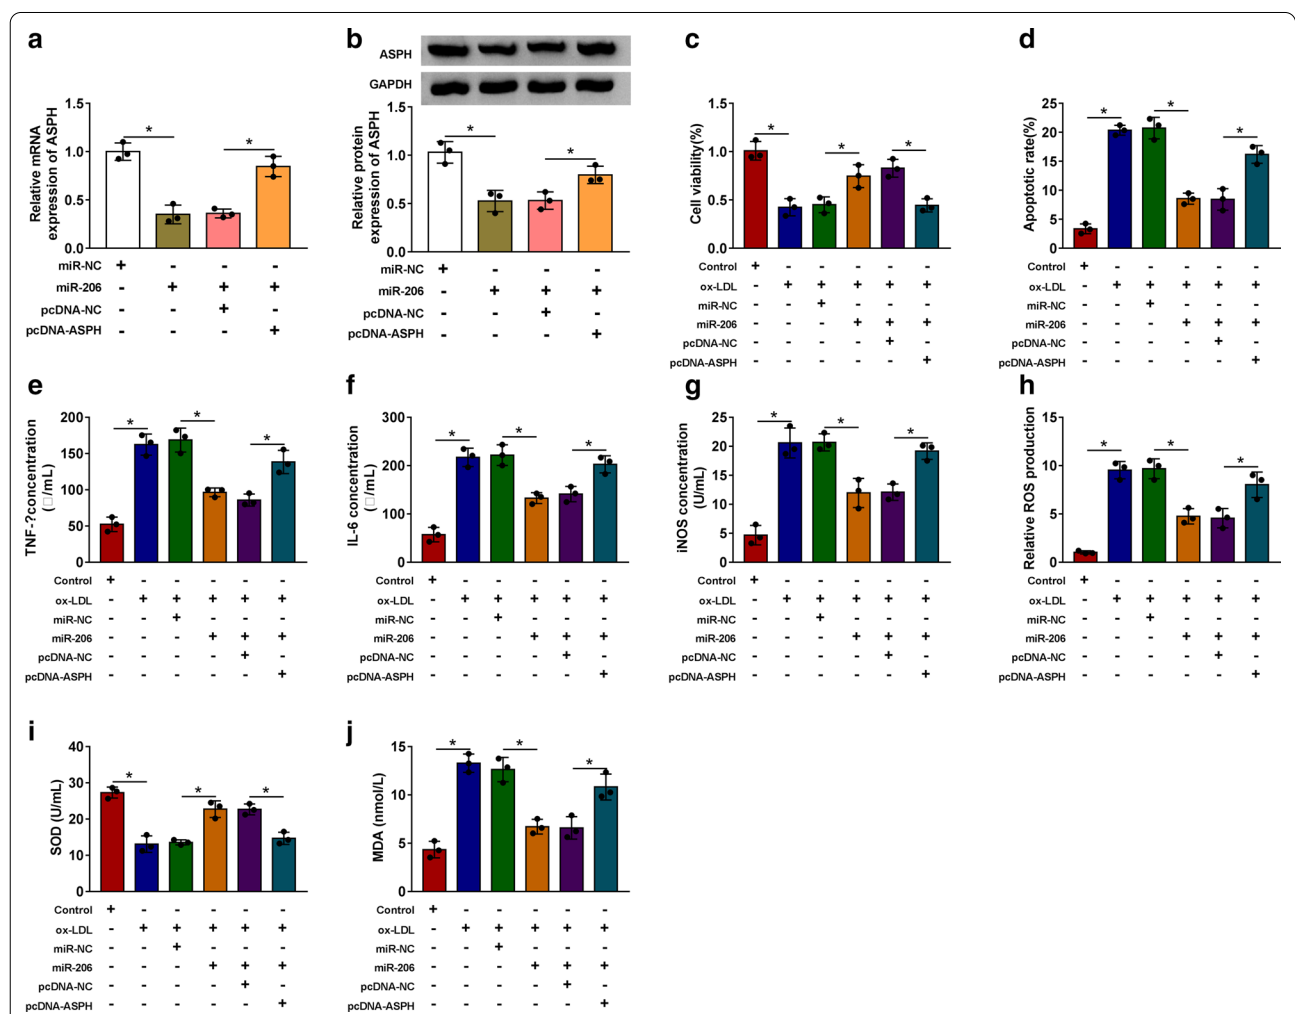 a
Relative mRNA
expression of ASPH
1.5
1.0
0.5
0.0
*
*
miR-NC + - - -
miR-206 - + + +
pcDNA-NC - - + -
pcDNA-ASPH - - - +
b
ASPH
GAPDH
Relative protein
expression of ASPH
1.5
1.0
0.5
0.0
*
*
miR-NC + - - -
miR-206 - + + +
pcDNA-NC - - + -
pcDNA-ASPH - - - +
c
Cell viability(%)
1.5
1.0
0.5
0.0
*
*
*
Control + - - - - -
ox-LDL - + + + + +
miR-NC - - + - - -
miR-206 - - - + + +
pcDNA-NC - - - - + -
pcDNA-ASPH - - - - - +
d
Apoptotic rate(%)
25
20
15
10
5
0
*
*
*
Control + - - - - -
ox-LDL - + + + + +
miR-NC - - + - - -
miR-206 - - - + + +
pcDNA-NC - - - - + -
pcDNA-ASPH - - - - - +
e
TNF-?concentration
(□/mL)
200
150
100
50
0
*
*
*
Control + - - - - -
ox-LDL - + + + + +
miR-NC - - + - - -
miR-206 - - - + + +
pcDNA-NC - - - - + -
pcDNA-ASPH - - - - - +
f
IL-6 concentration
(□/mL)
300
200
100
0
*
*
*
Control + - - - - -
ox-LDL - + + + + +
miR-NC - - + - - -
miR-206 - - - + + +
pcDNA-NC - - - - + -
pcDNA-ASPH - - - - - +
g
iNOS concentration
(U/mL)
25
20
15
10
5
0
*
*
*
Control + - - - - -
ox-LDL - + + + + +
miR-NC - - + - - -
miR-206 - - - + + +
pcDNA-NC - - - - + -
pcDNA-ASPH - - - - - +
h
Relative ROS production
15
10
5
0
*
*
*
Control + - - - - -
ox-LDL - + + + + +
miR-NC - - + - - -
miR-206 - - - + + +
pcDNA-NC - - - - + -
pcDNA-ASPH - - - - - +
i
SOD (U/mL)
40
30
20
10
0
*
*
*
Control + - - - - -
ox-LDL - + + + + +
miR-NC - - + - - -
miR-206 - - - + + +
pcDNA-NC - - - - + -
pcDNA-ASPH - - - - - +
j
MDA (nmol/L)
15
10
5
0
*
*
*
Control + - - - - -
ox-LDL - + + + + +
miR-NC - - + - - -
miR-206 - - - + + +
pcDNA-NC - - - - + -
pcDNA-ASPH - - - - - +